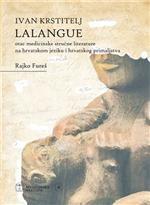 IVAN KRSTITELJ
LALANGUE
otac medicinske stručne literature
na hrvatskom jeziku i hrvatskog primaljstva
Rajko Fureš